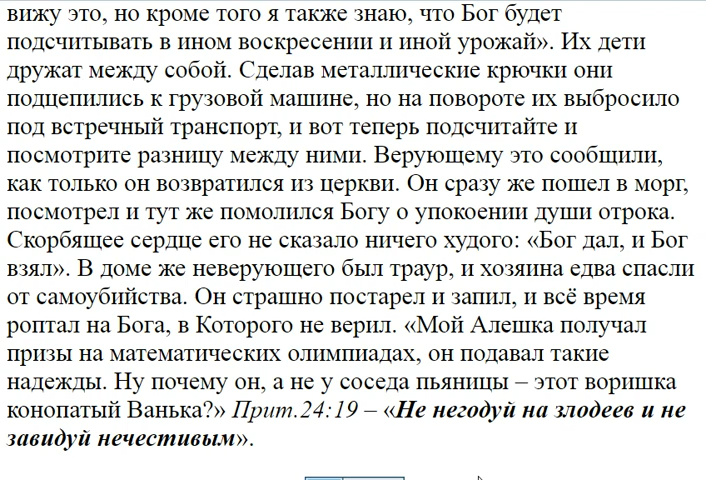 вижу это, но кроме того я также знаю, что Бог будет
подсчитывать в ином воскресении и иной урожай». Их дети
дружат между собой. Сделав металлические крючки они
подцепились к грузовой машине, но на повороте их выбросило
под встречный транспорт, и вот теперь подсчитайте и
посмотрите разницу между ними. Верующему это сообщили,
как только он возвратился из церкви. Он сразу же пошел в морг,
посмотрел и тут же помолился Богу о упокоении души отрока.
Скорбящее сердце его не сказало ничего худого: «Бог дал, и Бог
взял». В доме же неверующего был траур, и хозяина едва спасли
от самоубийства. Он страшно постарел и запил, и всё время
роптал на Бога, в Которого не верил. «Мой Алешка получал
призы на математических олимпиадах, он подавал такие
надежды. Ну почему он, а не у соседа пьяницы – этот воришка
конопатый Ванька?» Прит.24:19 – «Не негодуй на злодеев и не
завидуй нечестивым».